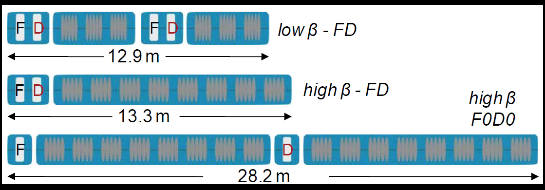 F D F D low β - FD
12.9 m
F D high β - FD
13.3 m
high β
F0D0
F D
28.2 m